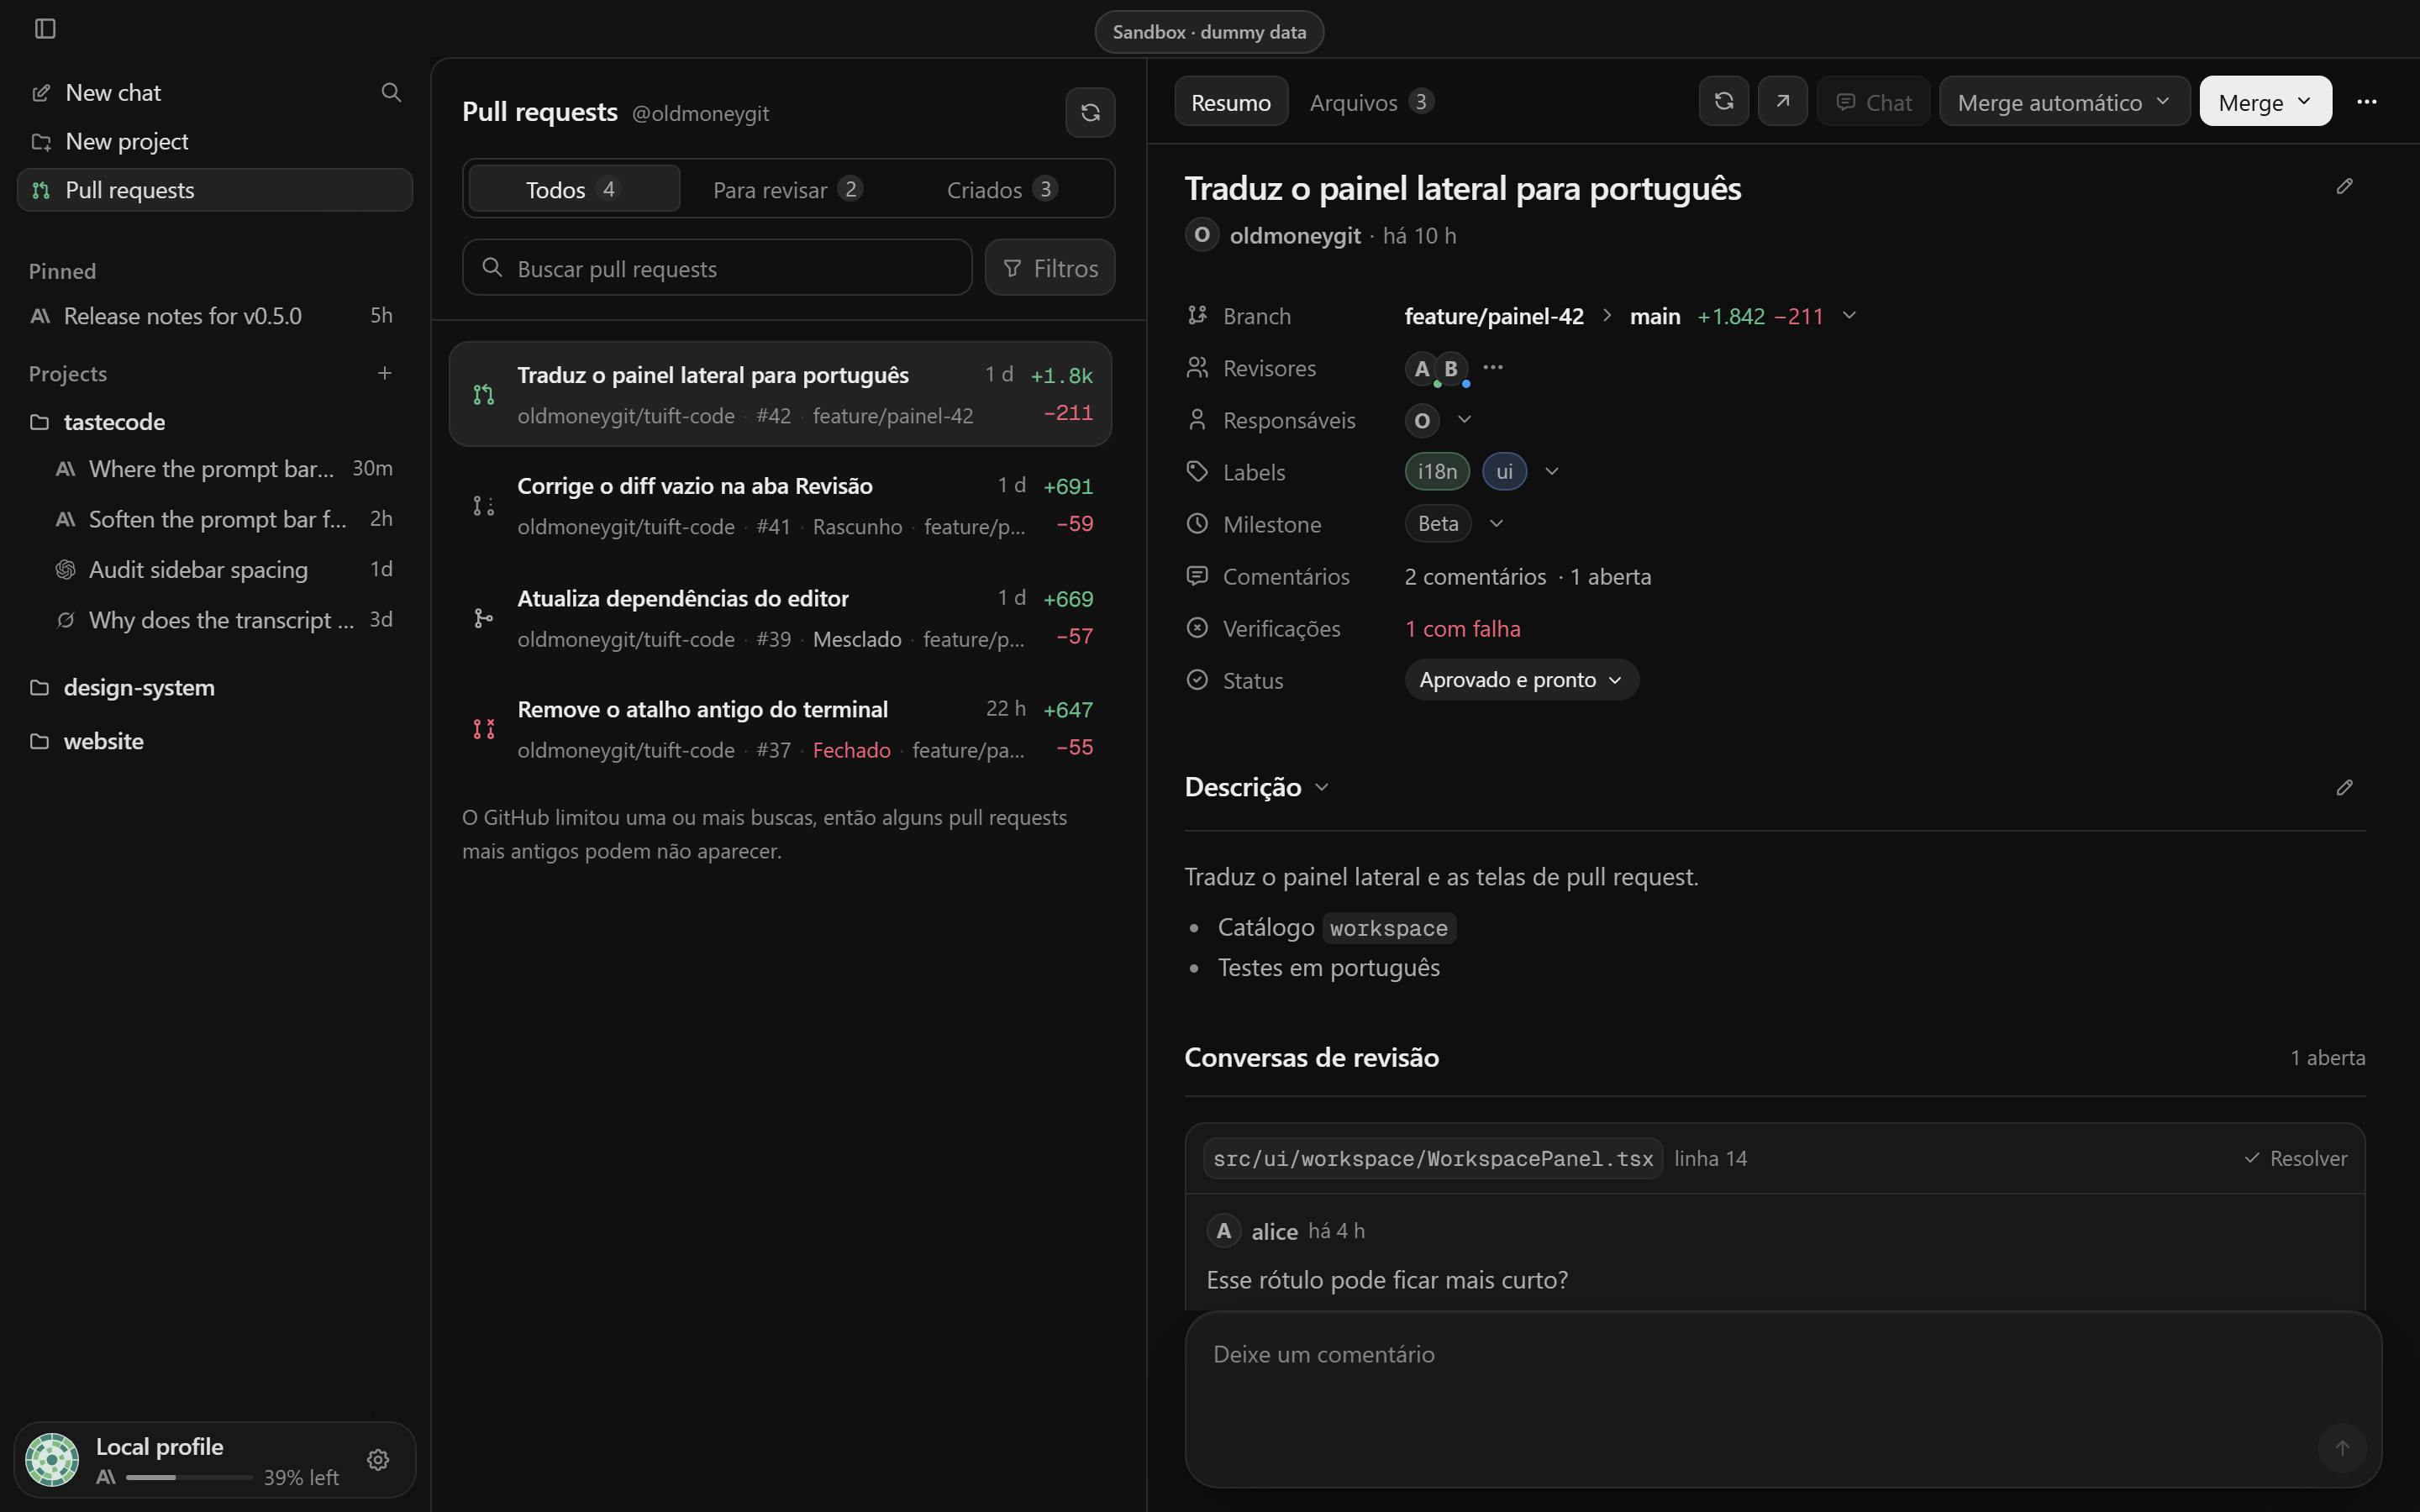 Sandbox · dummy data
New chat
New project
Pull requests
Pinned
Release notes for v0.5.0 5h
Projects
tastecode
Where the prompt bar... 30m
Soften the prompt bar f... 2h
Audit sidebar spacing 1d
Why does the transcript ... 3d
design-system
website
Local profile
39% left
Pull requests @oldmoneygit
Todos 4 Para revisar 2 Criados 3
Buscar pull requests Filtros
Traduz o painel lateral para português 1 d +1.8k
oldmoneygit/tuift-code · #42 · feature/painel-42 −211
Corrige o diff vazio na aba Revisão 1 d +691
oldmoneygit/tuift-code · #41 · Rascunho · feature/p... −59
Atualiza dependências do editor 1 d +669
oldmoneygit/tuift-code · #39 · Mesclado · feature/p... −57
Remove o atalho antigo do terminal 22 h +647
oldmoneygit/tuift-code · #37 · Fechado · feature/pa... −55
O GitHub limitou uma ou mais buscas, então alguns pull requests
mais antigos podem não aparecer.
Resumo Arquivos 3 Chat Merge automático Merge
Traduz o painel lateral para português
O oldmoneygit · há 10 h
Branch feature/painel-42 > main +1.842 −211
Revisores A B
Responsáveis O
Labels i18n ui
Milestone Beta
Comentários 2 comentários · 1 aberta
Verificações 1 com falha
Status Aprovado e pronto
Descrição
Traduz o painel lateral e as telas de pull request.
• Catálogo workspace
• Testes em português
Conversas de revisão 1 aberta
src/ui/workspace/WorkspacePanel.tsx linha 14 Resolver
A alice há 4 h
Esse rótulo pode ficar mais curto?
Deixe um comentário